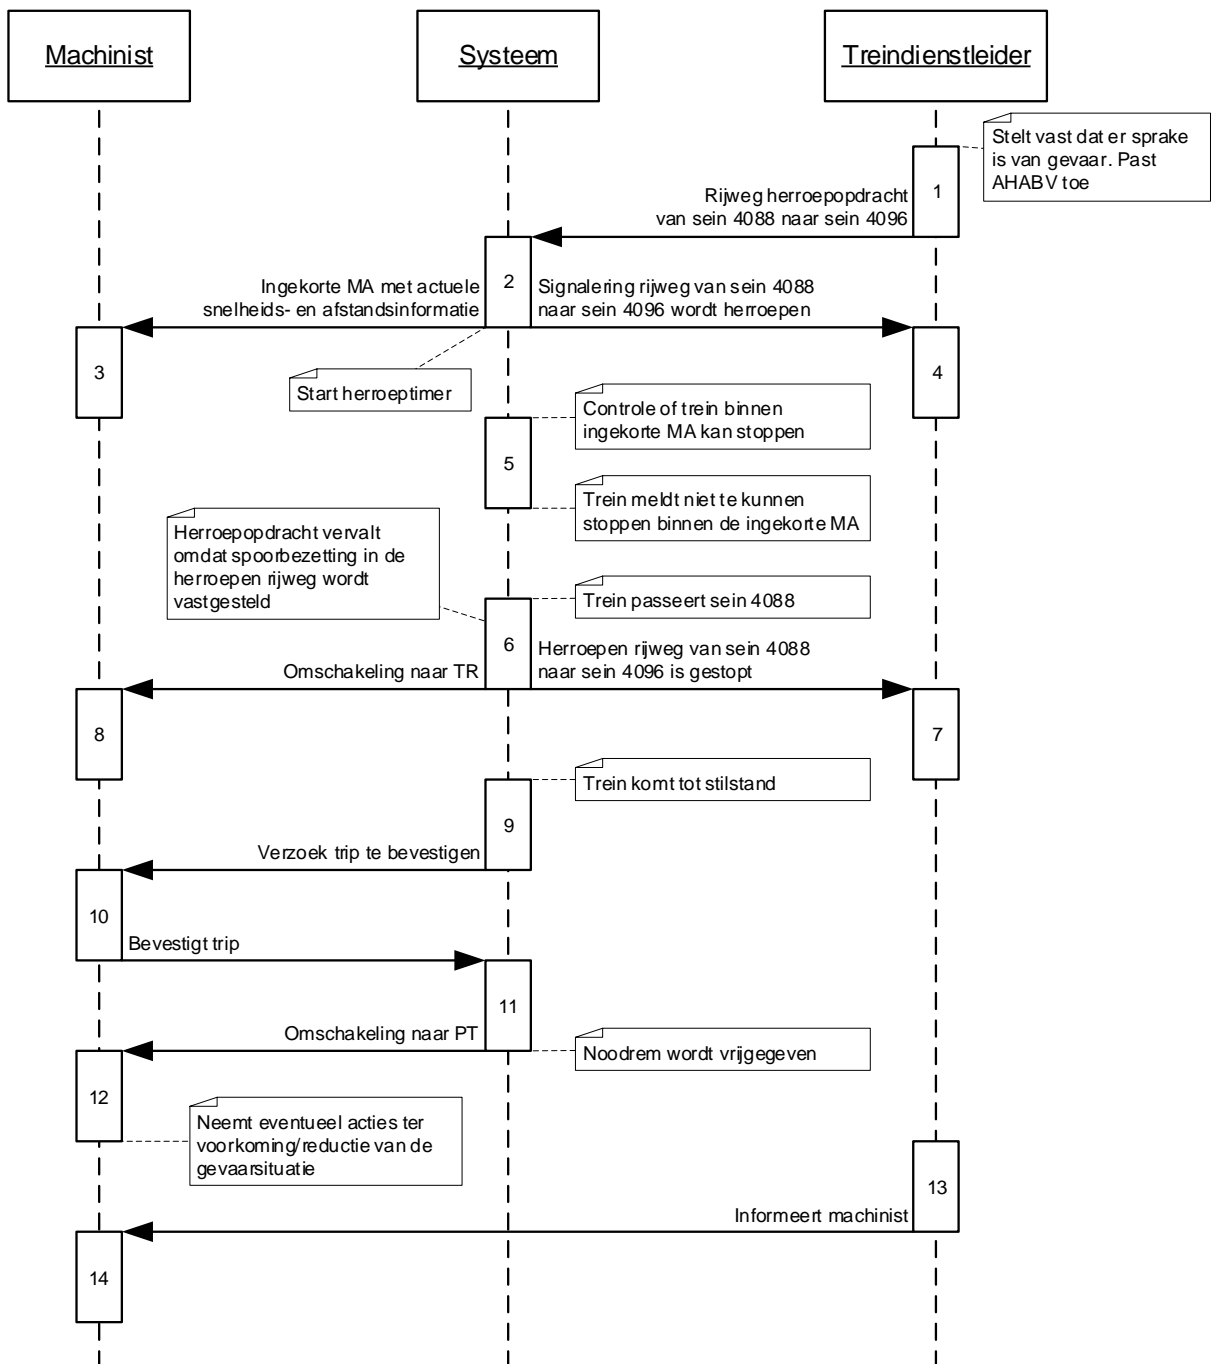 Machinist
Systeem
Treindienstleider
Stelt vast dat er sprake
is van gevaar. Past
AHABV toe
1
Rijweg herroepopdracht
van sein 4088 naar sein 4096
2
Ingekorte MA met actuele
snelheids- en afstandsinformatie
Signalering rijweg van sein 4088
naar sein 4096 wordt herroepen
3
4
Start herroeptimer
Controle of trein binnen
ingekorte MA kan stoppen
5
Trein meldt niet te kunnen
stoppen binnen de ingekorte MA
Herroepopdracht vervalt
omdat spoorbezetting in de
herroepen rijweg wordt
vastgesteld
Trein passeert sein 4088
6
Omschakeling naar TR
Herroepen rijweg van sein 4088
naar sein 4096 is gestopt
8
7
Trein komt tot stilstand
9
Verzoek trip te bevestigen
10
Bevestigt trip
11
Omschakeling naar PT
Noodrem wordt vrijgegeven
12
Neemt eventueel acties ter
voorkoming/reductie van de
gevaarsituatie
13
Informeert machinist
14